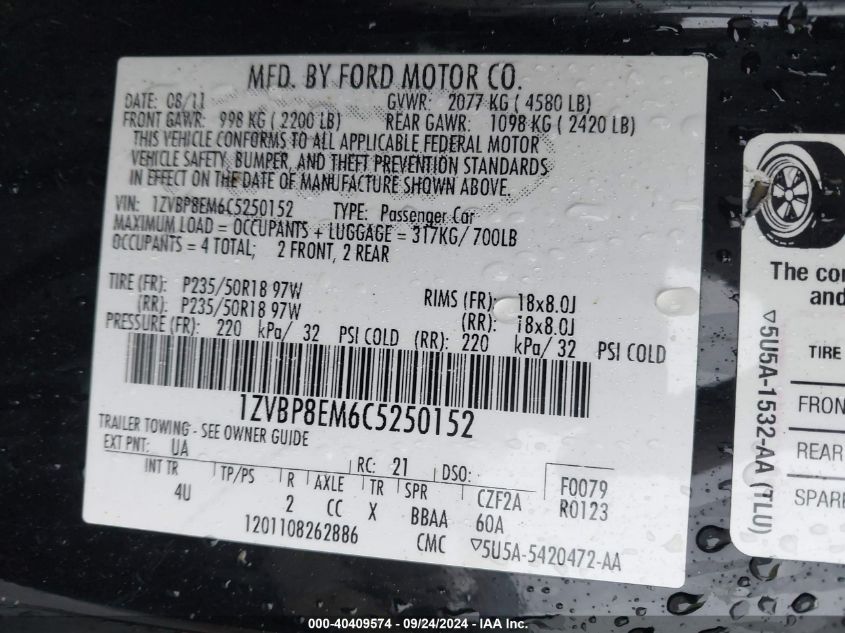 MFD. BY FORD MOTOR CO.
DATE: 08/11 GVWR: 2077 KG ( 4580 LB)
FRONT GAWR: 998 KG ( 2200 LB) REAR GAWR: 1098 KG ( 2420 LB)
THIS VEHICLE CONFORMS TO ALL APPLICABLE FEDERAL MOTOR
VEHICLE SAFETY, BUMPER, AND THEFT PREVENTION STANDARDS
IN EFFECT ON THE DATE OF MANUFACTURE SHOWN ABOVE.
VIN: 1ZVBP8EM6C5250152 TYPE: Passenger Car
MAXIMUM LOAD = OCCUPANTS + LUGGAGE = 317KG/ 700LB
OCCUPANTS = 4 TOTAL; 2 FRONT, 2 REAR
TIRE (FR): P235/50R18 97W RIMS (FR): 18x8.0J
(RR): P235/50R18 97W (RR): 18x8.0J
PRESSURE (FR): 220 kPa/ 32 PSI COLD (RR): 220 kPa/ 32 PSI COLD
1ZVBP8EM6C5250152
TRAILER TOWING - SEE OWNER GUIDE
EXT PNT: UA RC: 21 DSO: F0079
INT TR TP/PS R AXLE TR SPR CZF2A R0123
4U 2 CC X BBAA 60A
1201108262886 CMC ▽5U5A-5420472-AA
▽5U5A-1532-AA (TLU)
The
and
TIRE
FRON
REAR
SPARE
000-40409574 - 09/24/2024 - IAA Inc.